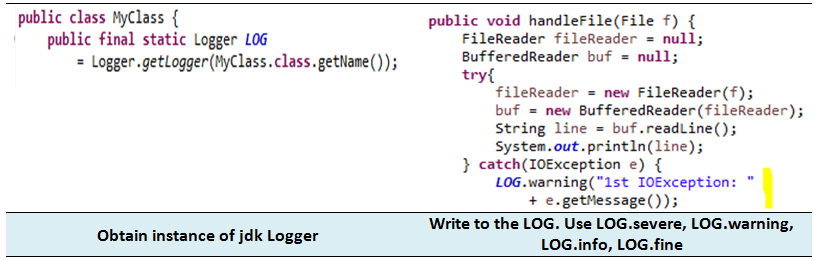 public class MyClass {
public final static Logger LOG
= Logger.getLogger(MyClass.class.getName());
Obtain instance of jdk Logger
public void handleFile(File f) {
FileReader fileReader = null;
BufferedReader buf = null;
try{
fileReader = new FileReader(f);
buf = new BufferedReader(fileReader);
String line = buf.readLine();
System.out.println(line);
} catch(IOException e) {
LOG.warning("1st IOException: "
+ e.getMessage());
Write to the LOG. Use LOG.severe, LOG.warning,
LOG.info, LOG.fine